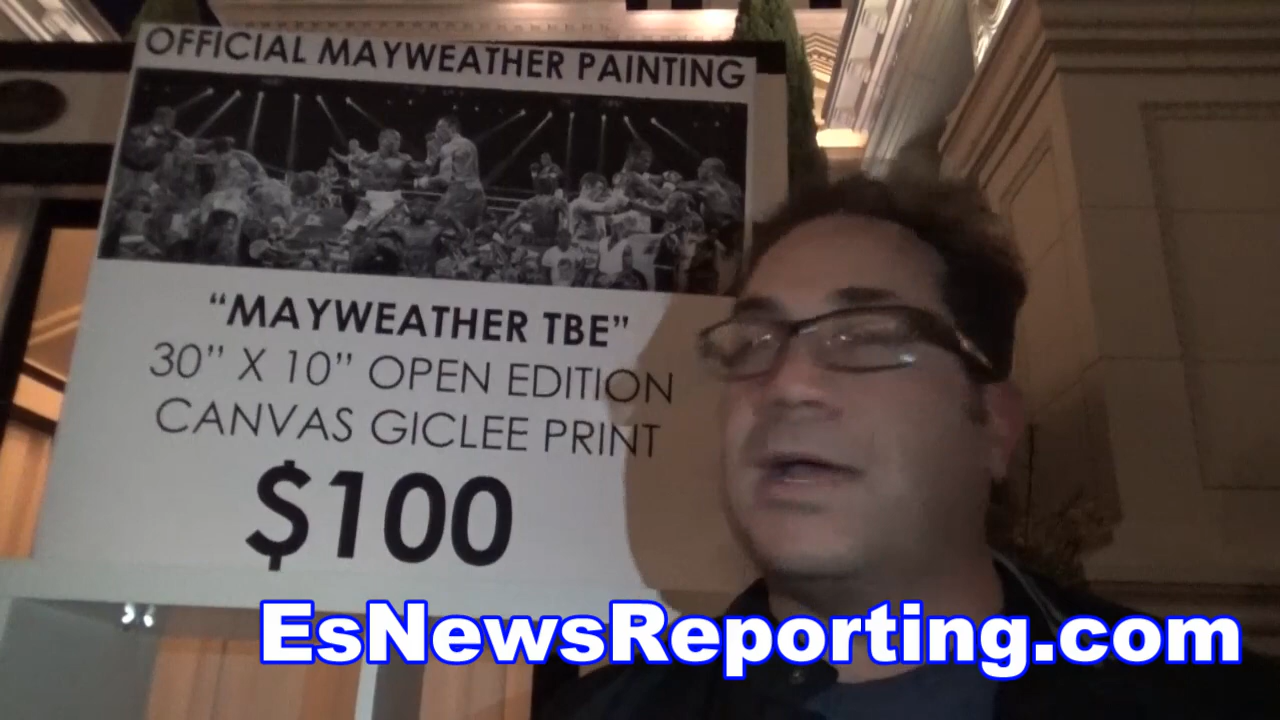 OFFICIAL MAYWEATHER PAINTING
“MAYWEATHER TBE”
30” X 10” OPEN EDITION
CANVAS GICLEE PRINT
$100
EsNewsReporting.com